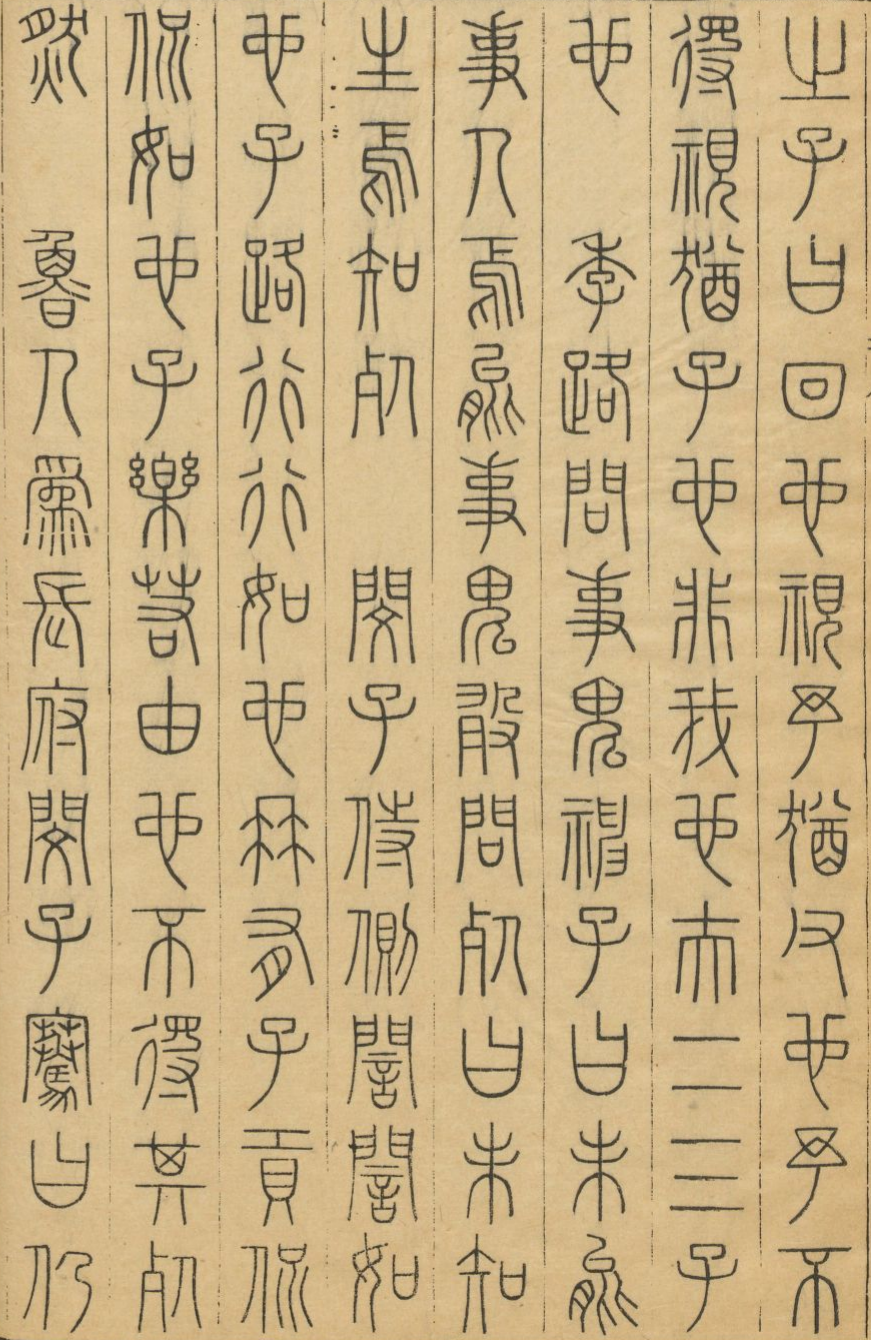 之子曰回也視予猶父也予不
得視猶子也非我也夫二三子
也　季路問事鬼神子曰未能
事人焉能事鬼敢問死曰未知
生焉知死　閔子侍側誾誾如
也子路行行如也冉有子貢侃
侃如也子樂若由也不得其死
然　魯人為長府閔子騫曰仍